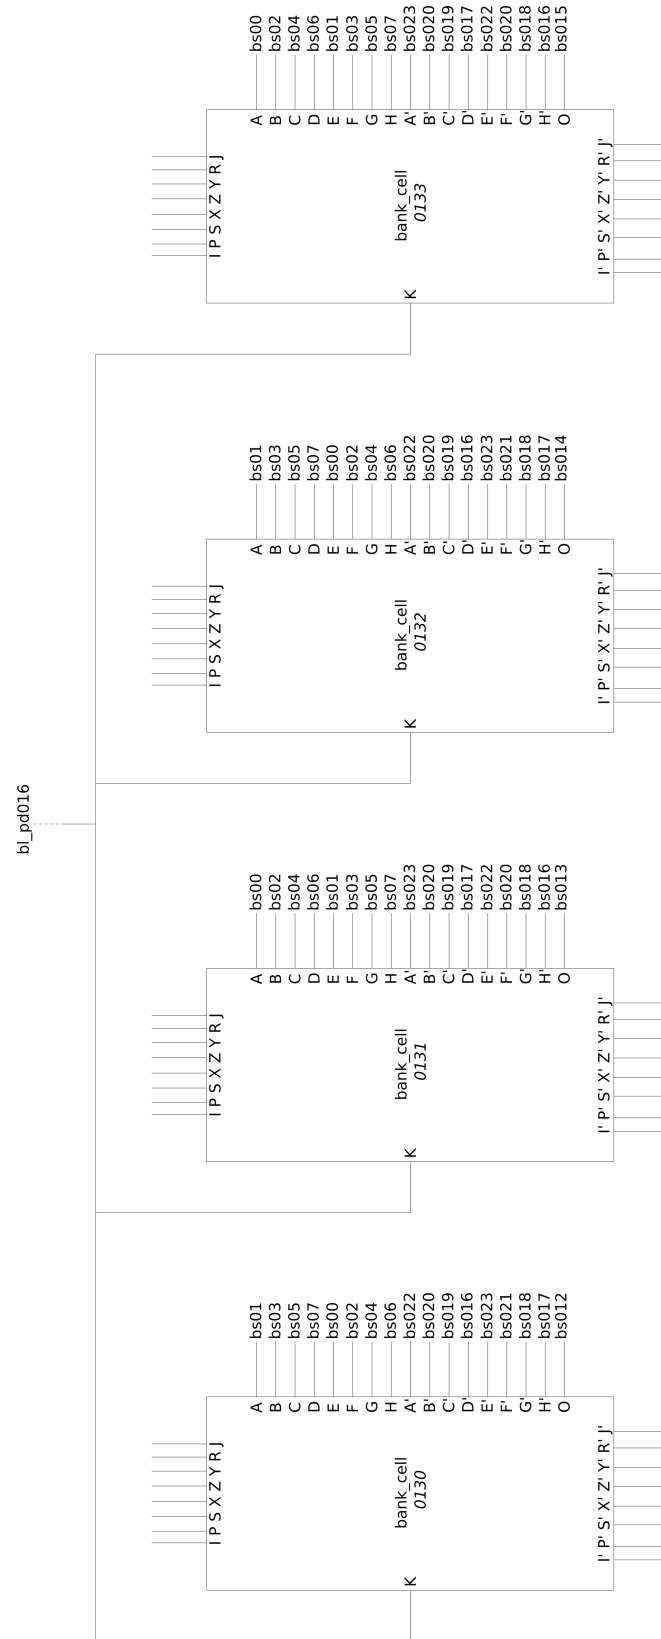 bs00
bs02
bs04
bs06
bs01
bs03
bs05
bs07
bs023
bs020
bs019
bs017
bs022
bs020
bs018
bs016
bs015
A
B
C
D
E
F
G
H
A'
B'
C'
D'
E'
F'
G'
H'
O
I P S X Z Y R J
bank_cell
0133
I' P' S' X' Z' Y' R' J'
K
bs01
bs03
bs05
bs07
bs00
bs02
bs04
bs06
bs022
bs020
bs019
bs016
bs023
bs021
bs018
bs017
bs014
A
B
C
D
E
F
G
H
A'
B'
C'
D'
E'
F'
G'
H'
O
I P S X Z Y R J
bank_cell
0132
I' P' S' X' Z' Y' R' J'
K
bl_pd016
bs00
bs02
bs04
bs06
bs01
bs03
bs05
bs07
bs023
bs020
bs019
bs017
bs022
bs020
bs018
bs016
bs013
A
B
C
D
E
F
G
H
A'
B'
C'
D'
E'
F'
G'
H'
O
I P S X Z Y R J
bank_cell
0131
I' P' S' X' Z' Y' R' J'
K
bs01
bs03
bs05
bs07
bs00
bs02
bs04
bs06
bs022
bs020
bs019
bs016
bs023
bs021
bs018
bs017
bs012
A
B
C
D
E
F
G
H
A'
B'
C'
D'
E'
F'
G'
H'
O
I P S X Z Y R J
bank_cell
0130
I' P' S' X' Z' Y' R' J'
K